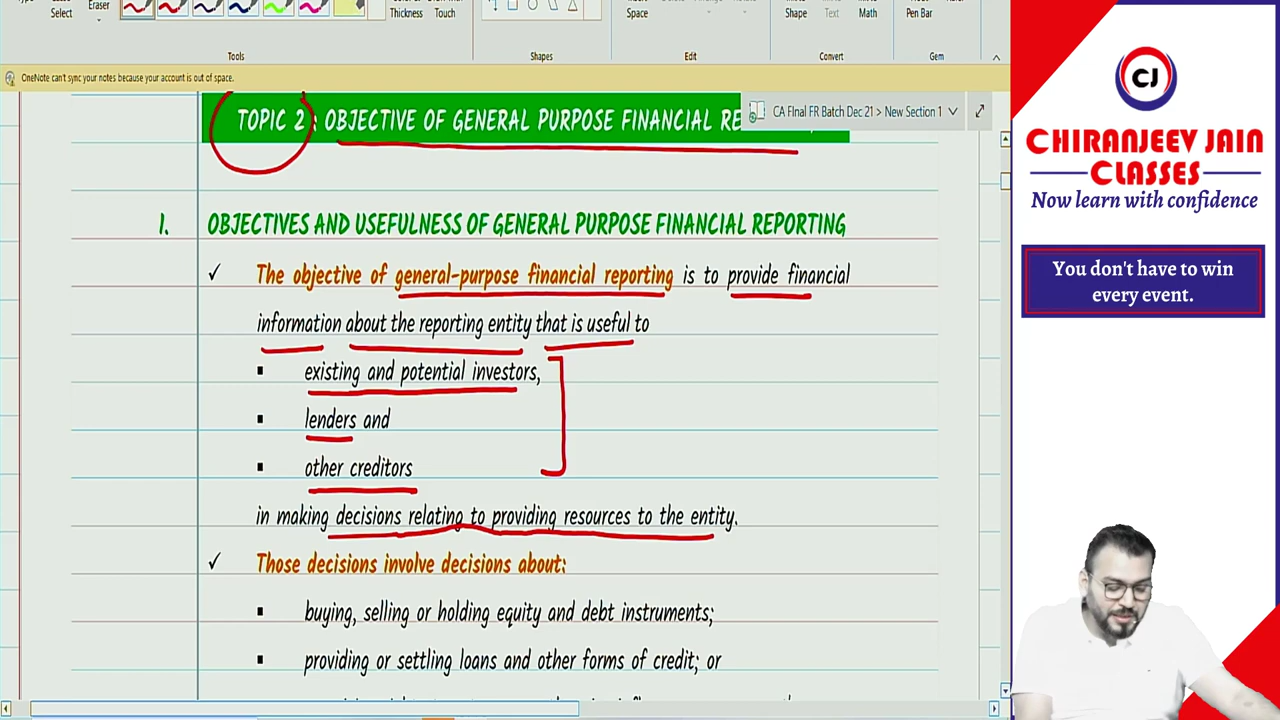 Eraser
Select
Thickness
Touch
Space
Shape
Text
Math
Pen Bar
Tools
Shapes
Edit
Convert
Gem
OneNote can't sync your notes because your account is out of space.
TOPIC 2 : OBJECTIVE OF GENERAL PURPOSE FINANCIAL RE
CA FInal FR Batch Dec 21 > New Section 1
1. OBJECTIVES AND USEFULNESS OF GENERAL PURPOSE FINANCIAL REPORTING
✓ The objective of general-purpose financial reporting is to provide financial
information about the reporting entity that is useful to
▪ existing and potential investors,
▪ lenders and
▪ other creditors
in making decisions relating to providing resources to the entity.
✓ Those decisions involve decisions about:
▪ buying, selling or holding equity and debt instruments;
▪ providing or settling loans and other forms of credit; or
CJ
CHIRANJEEV JAIN
CLASSES
Now learn with confidence
You don't have to win
every event.